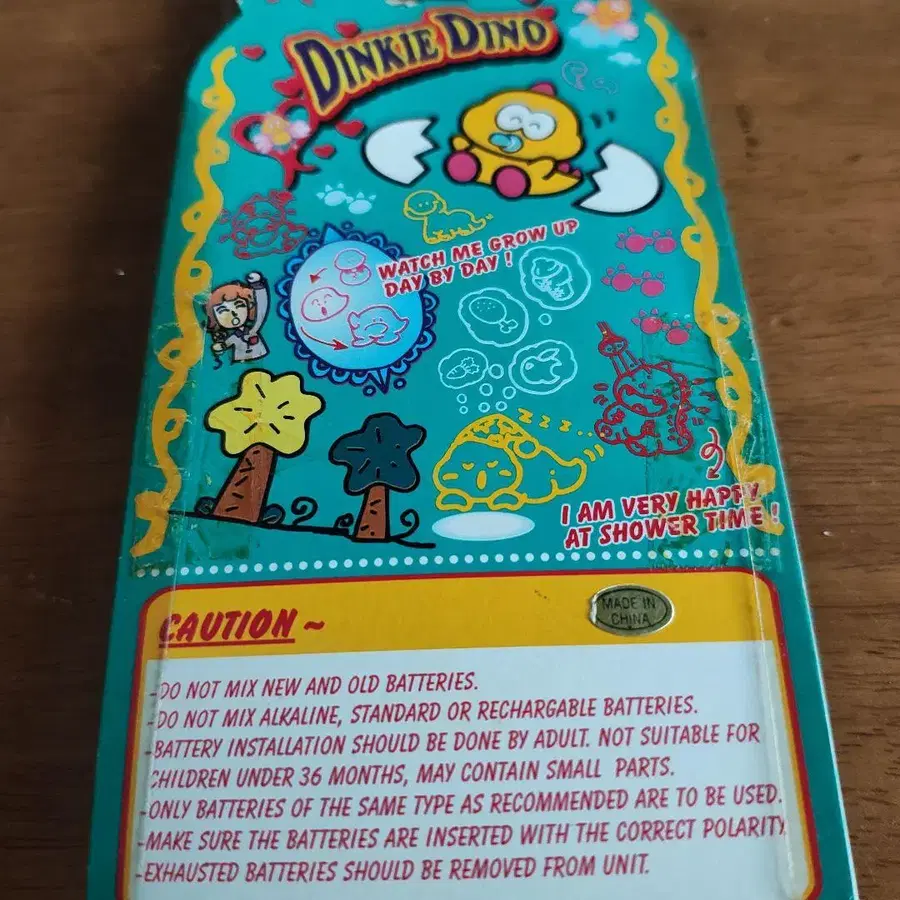 DINKIE DINO
WATCH ME GROW UP
DAY BY DAY !
ZZZZZ
I AM VERY HAPPY
AT SHOWER TIME !
CAUTION ~
MADE IN
CHINA
-DO NOT MIX NEW AND OLD BATTERIES.
-DO NOT MIX ALKALINE, STANDARD OR RECHARGABLE BATTERIES.
-BATTERY INSTALLATION SHOULD BE DONE BY ADULT. NOT SUITABLE FOR
CHILDREN UNDER 36 MONTHS, MAY CONTAIN SMALL PARTS.
-ONLY BATTERIES OF THE SAME TYPE AS RECOMMENDED ARE TO BE USED.
-MAKE SURE THE BATTERIES ARE INSERTED WITH THE CORRECT POLARITY
-EXHAUSTED BATTERIES SHOULD BE REMOVED FROM UNIT.